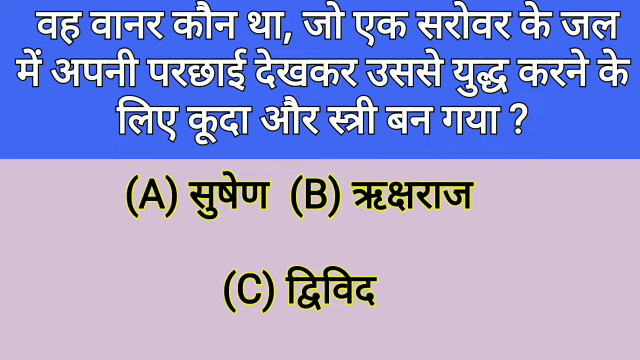 वह वानर कौन था, जो एक सरोवर के जल
में अपनी परछाई देखकर उससे युद्ध करने के
लिए कूदा और स्त्री बन गया ?
(A) सुषेण (B) ऋक्षराज
(C) द्विविद